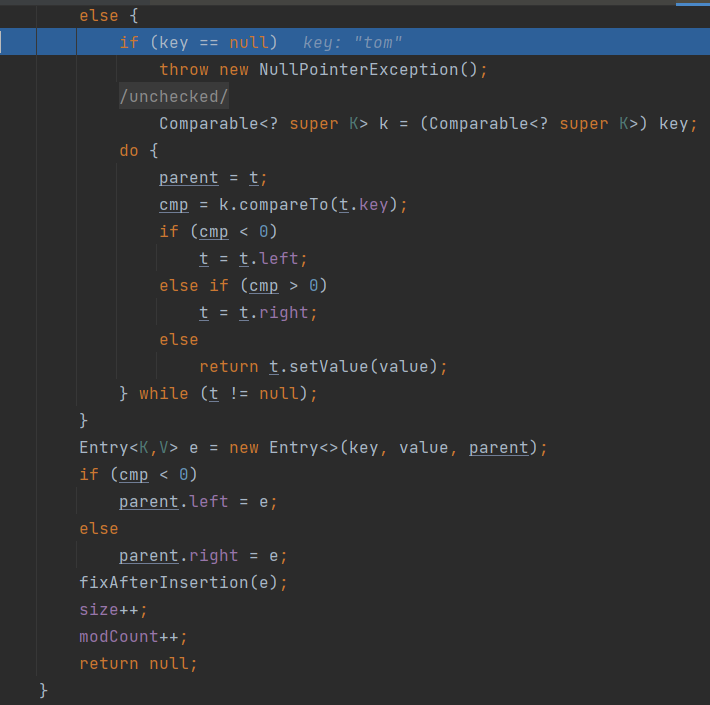 else {
if (key == null) key: "tom"
throw new NullPointerException();
/unchecked/
Comparable<? super K> k = (Comparable<? super K>) key;
do {
parent = t;
cmp = k.compareTo(t.key);
if (cmp < 0)
t = t.left;
else if (cmp > 0)
t = t.right;
else
return t.setValue(value);
} while (t != null);
}
Entry<K,V> e = new Entry<>(key, value, parent);
if (cmp < 0)
parent.left = e;
else
parent.right = e;
fixAfterInsertion(e);
size++;
modCount++;
return null;
}